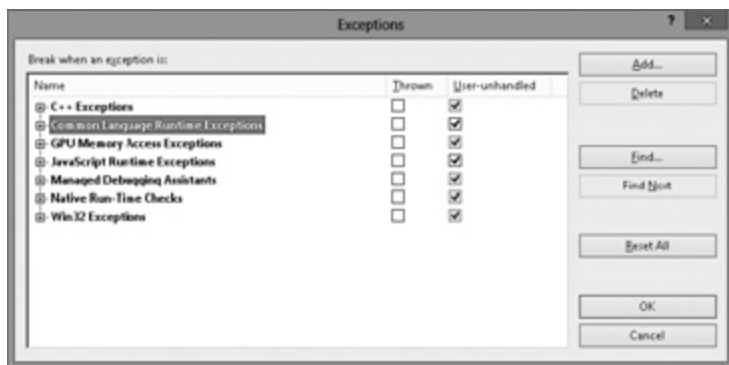 Exceptions
?
Break when an exception is:
Name Thrown User-unhandled
C++ Exceptions
Common Language Runtime Exceptions
GPU Memory Access Exceptions
JavaScript Runtime Exceptions
Managed Debugging Assistants
Native Run-Time Checks
Win32 Exceptions
Add...
Delete
Find...
Find Next
Reset All
OK
Cancel